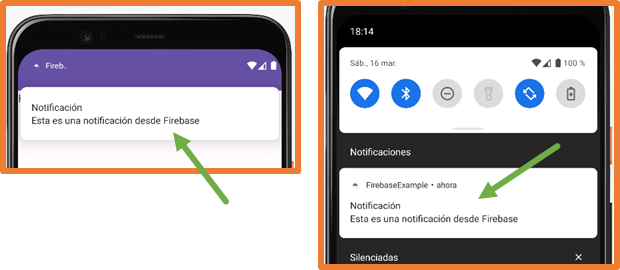 Fireb..
Notificación
Esta es una notificación desde Firebase
18:14
Sáb., 16 mar.
100 %
Notificaciones
FirebaseExample • ahora
Notificación
Esta es una notificación desde Firebase
Silenciadas